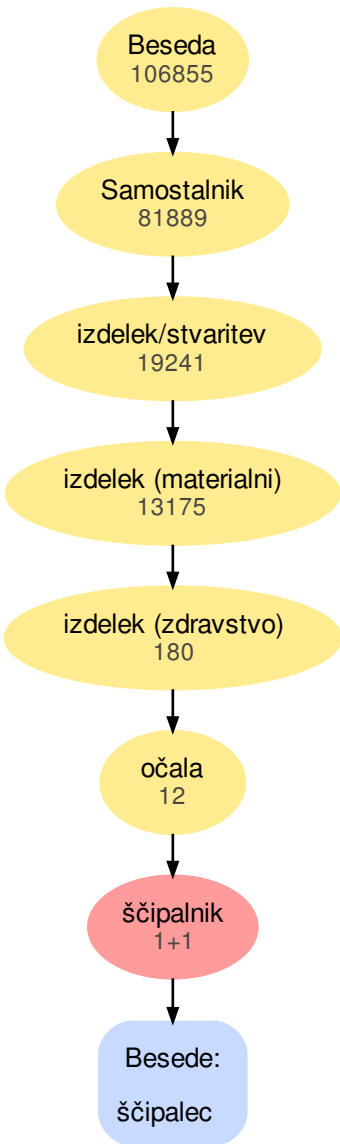 Beseda
106855
Samostalnik
81889
izdelek/stvaritev
19241
izdelek (materialni)
13175
izdelek (zdravstvo)
180
očala
12
ščipalnik
1+1
Besede:
ščipalec